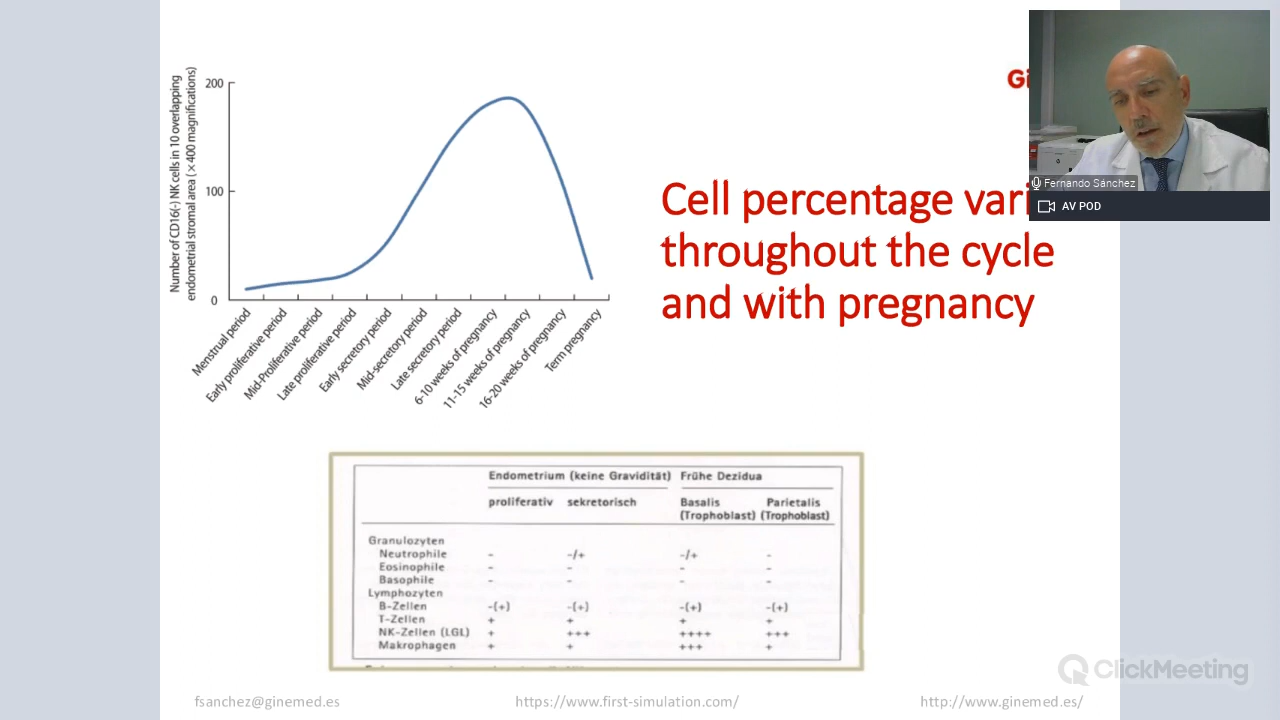 Number of CD16(-) NK cells in 10 overlapping
endometrial stromal area (×400 magnifications)
200
100
0
Menstrual period
Early proliferative period
Mid-Proliferative period
Late proliferative period
Early secretory period
Mid-secretory period
Late secretory period
6-10 weeks of pregnancy
11-15 weeks of pregnancy
16-20 weeks of pregnancy
Term pregnancy
Gi
Fernando Sánchez
AV POD
Cell percentage vari
throughout the cycle
and with pregnancy
Endometrium (keine Gravidität) Frühe Dezidua
proliferativ sekretorisch Basalis Parietalis
(Trophoblast) (Trophoblast)
Granulozyten
Neutrophile - -/+ -/+ -
Eosinophile - - - -
Basophile - - - -
Lymphozyten
B-Zellen -(+) -(+) -(+) -(+)
T-Zellen + + + +
NK-Zellen (LGL) + +++ ++++ +++
Makrophagen + + +++ +
ClickMeeting
fsanchez@ginemed.es https://www.first-simulation.com/ http://www.ginemed.es/